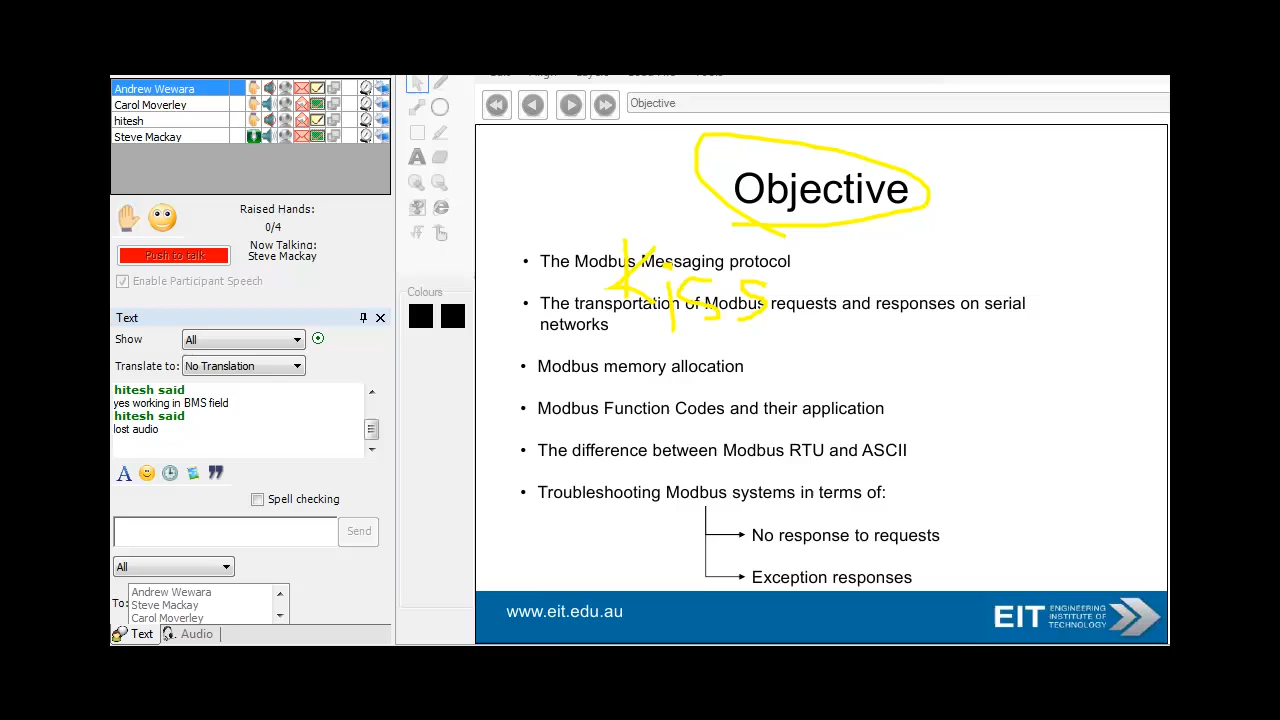 Objective
Andrew Wewara
Carol Moverley
hitesh
Steve Mackay
Raised Hands:
0/4
Now Talking:
Steve Mackay
Push to talk
Enable Participent Speech
Text
Show
All
Translate to:
No Translation
hitesh said
yes working in BMS field
hitesh said
lost audio
Spell checking
Send
All
To:
Andrew Wewara
Steve Mackay
Carol Moverley
Text
Audio
Colours
Objective
Kiss
• The Modbus Messaging protocol
• The transportation of Modbus requests and responses on serial
networks
• Modbus memory allocation
• Modbus Function Codes and their application
• The difference between Modbus RTU and ASCII
• Troubleshooting Modbus systems in terms of:
No response to requests
Exception responses
www.eit.edu.au
EIT
ENGINEERING
INSTITUTE OF
TECHNOLOGY